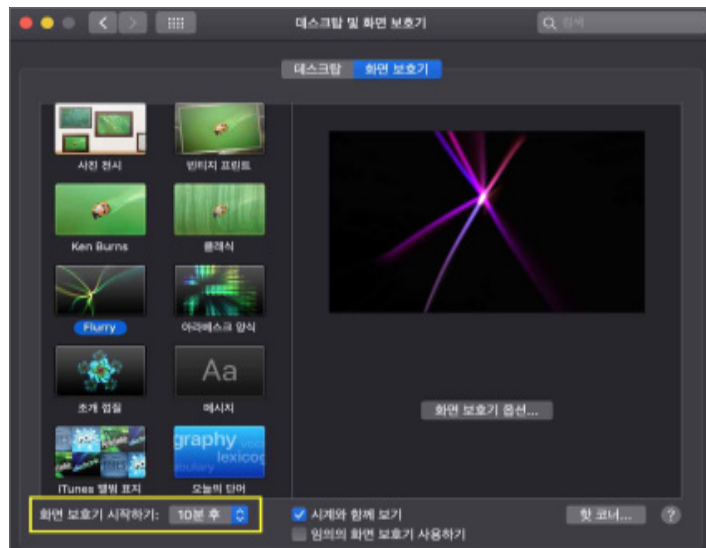 데스크탑 및 화면 보호기
검색
데스크탑 화면 보호기
사진 전시 빈티지 프린트
Ken Burns 클래식
Flurry 아라베스크 양식
조개 껍질 메시지
Aa
graphy
lexicog
iTunes 앨범 표지 오늘의 단어
화면 보호기 옵션...
화면 보호기 시작하기: 10분 후
시계와 함께 보기
임의의 화면 보호기 사용하기
핫 코너...
?